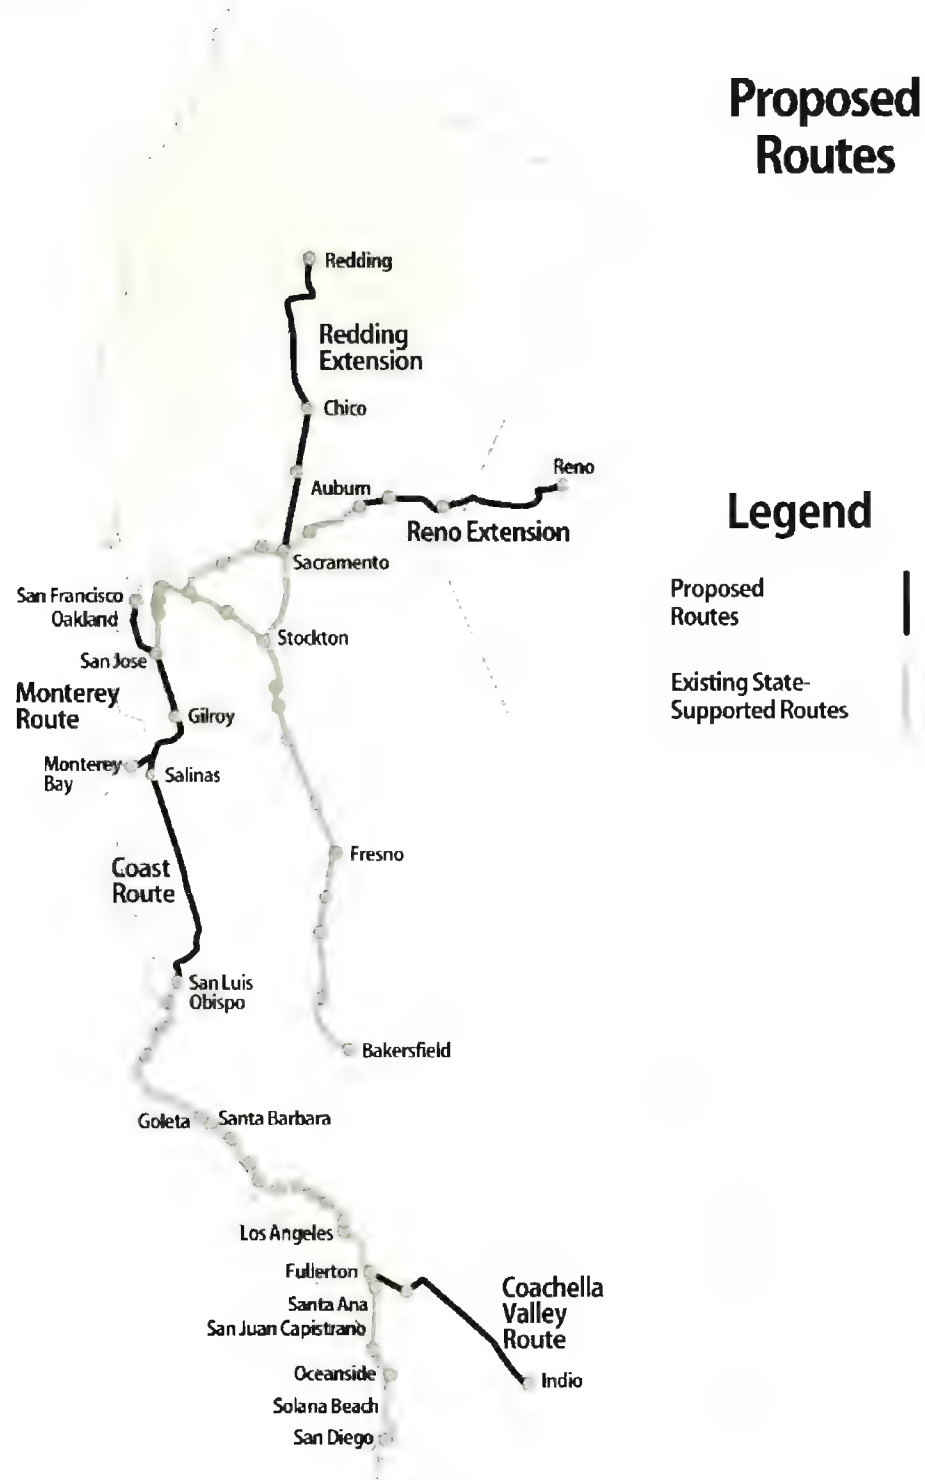 Proposed
Routes
Redding
Redding
Extension
Chico
Auburn
Reno
Reno Extension
Legend
Sacramento
Proposed
Routes
San Francisco
Oakland
Stockton
San Jose
Existing State-
Supported Routes
Monterey
Route
Gilroy
Monterey
Bay
Salinas
Fresno
Coast
Route
San Luis
Obispo
Bakersfield
Goleta
Santa Barbara
Los Angeles
Fullerton
Santa Ana
San Juan Capistrano
Coachella
Valley
Route
Oceanside
Indio
Solana Beach
San Diego